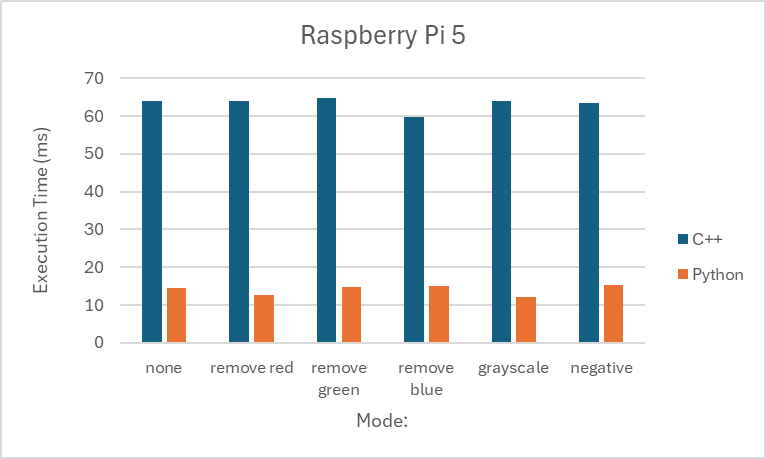 Raspberry Pi 5
Execution Time (ms)
70
60
50
40
30
20
10
0
none
remove red
remove
green
remove
blue
grayscale
negative
Mode:
C++
Python